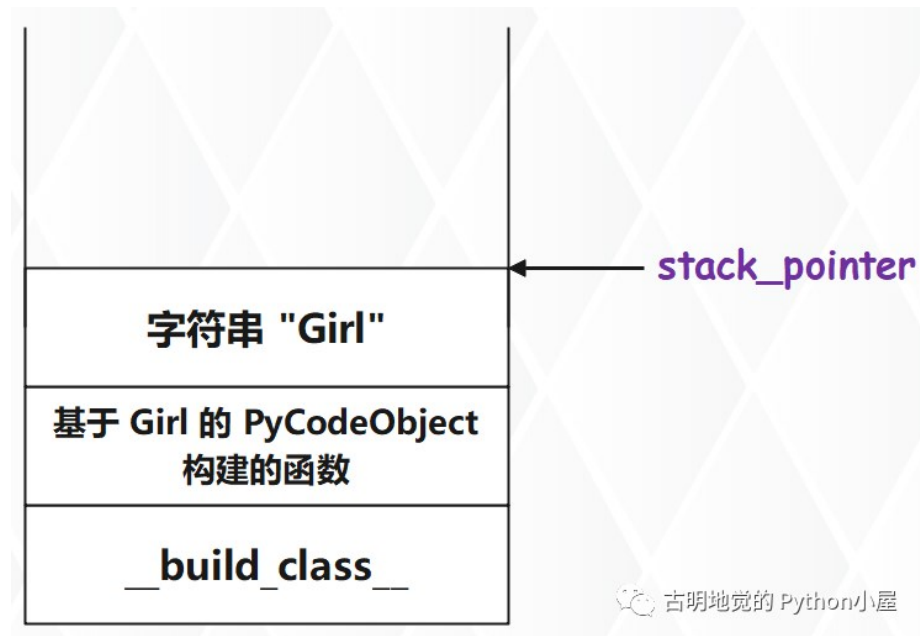 stack_pointer
字符串 "Girl"
基于 Girl 的 PyCodeObject
构建的函数
__build_class__
古明地觉的 Python小屋